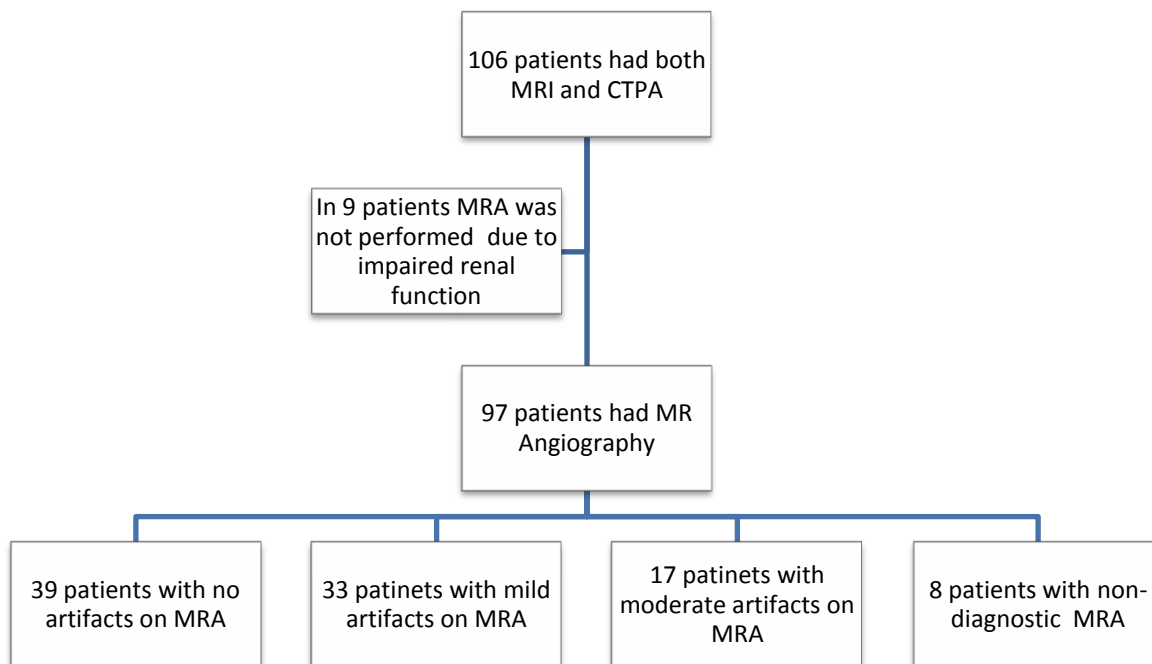 106 patients had both
MRI and CTPA
In 9 patients MRA was
not performed due to
impaired renal
function
97 patients had MR
Angiography
39 patients with no
artifacts on MRA
33 patinets with mild
artifacts on MRA
17 patinets with
moderate artifacts on
MRA
8 patients with non-
diagnostic MRA